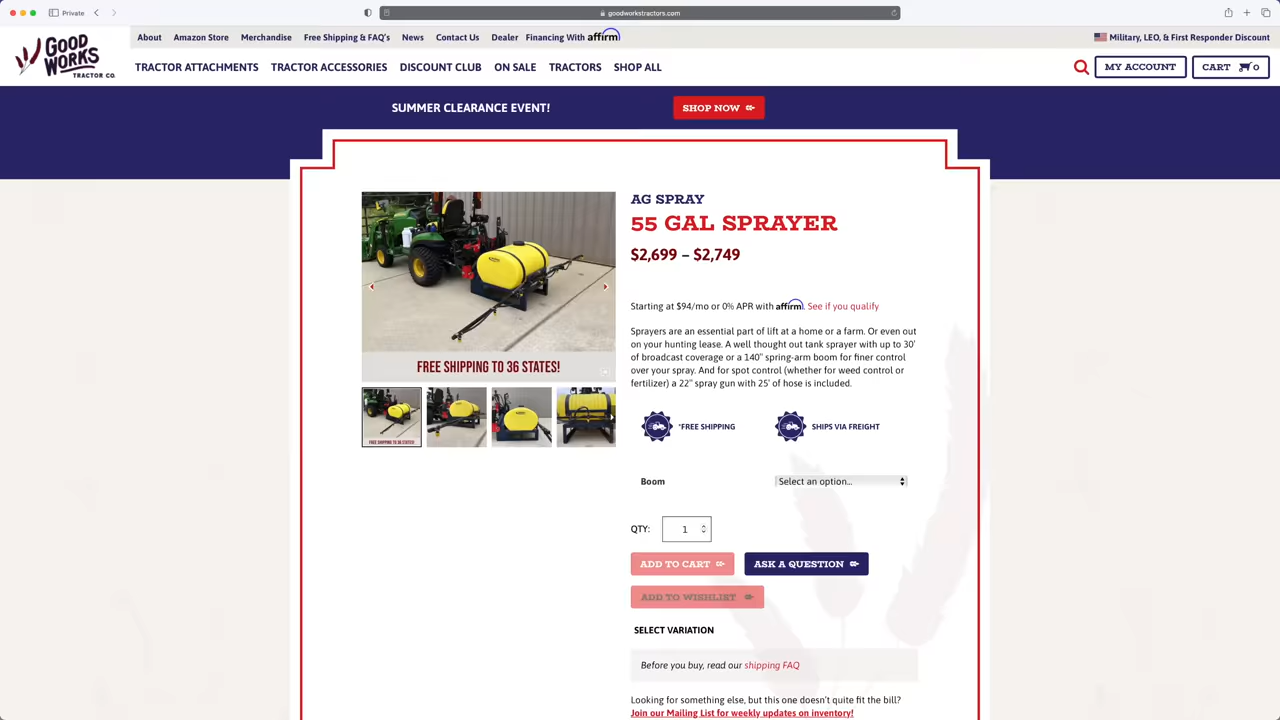 Private
goodworkstractors.com
GOOD
WORKS
TRACTOR CO.
About Amazon Store Merchandise Free Shipping & FAQ's News Contact Us Dealer Financing With affirm
Military, LEO, & First Responder Discount
TRACTOR ATTACHMENTS TRACTOR ACCESSORIES DISCOUNT CLUB ON SALE TRACTORS SHOP ALL
MY ACCOUNT CART 0
SUMMER CLEARANCE EVENT! SHOP NOW
AG SPRAY
55 GAL SPRAYER
$2,699 – $2,749
Starting at $94/mo or 0% APR with affirm. See if you qualify
Sprayers are an essential part of lift at a home or a farm. Or even out
on your hunting lease. A well thought out tank sprayer with up to 30'
of broadcast coverage or a 140" spring-arm boom for finer control
over your spray. And for spot control (whether for weed control or
fertilizer) a 22" spray gun with 25' of hose is included.
FREE SHIPPING TO 36 STATES!
FREE SHIPPING TO 36 STATES!
*FREE SHIPPING SHIPS VIA FREIGHT
Boom Select an option...
QTY: 1
ADD TO CART ASK A QUESTION
ADD TO WISHLIST
SELECT VARIATION
Before you buy, read our shipping FAQ
Looking for something else, but this one doesn't quite fit the bill?
Join our Mailing List for weekly updates on inventory!